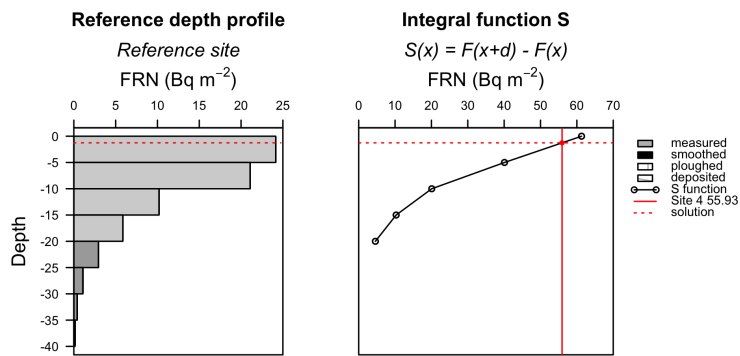 Reference depth profile
Reference site
FRN (Bq m⁻²)
0 5 10 15 20 25
Depth
0
-5
-10
-15
-20
-25
-30
-35
-40
Integral function S
S(x) = F(x+d) - F(x)
FRN (Bq m⁻²)
0 10 20 30 40 50 60 70
measured
smoothed
ploughed
deposited
S function
Site 4 55.93
solution